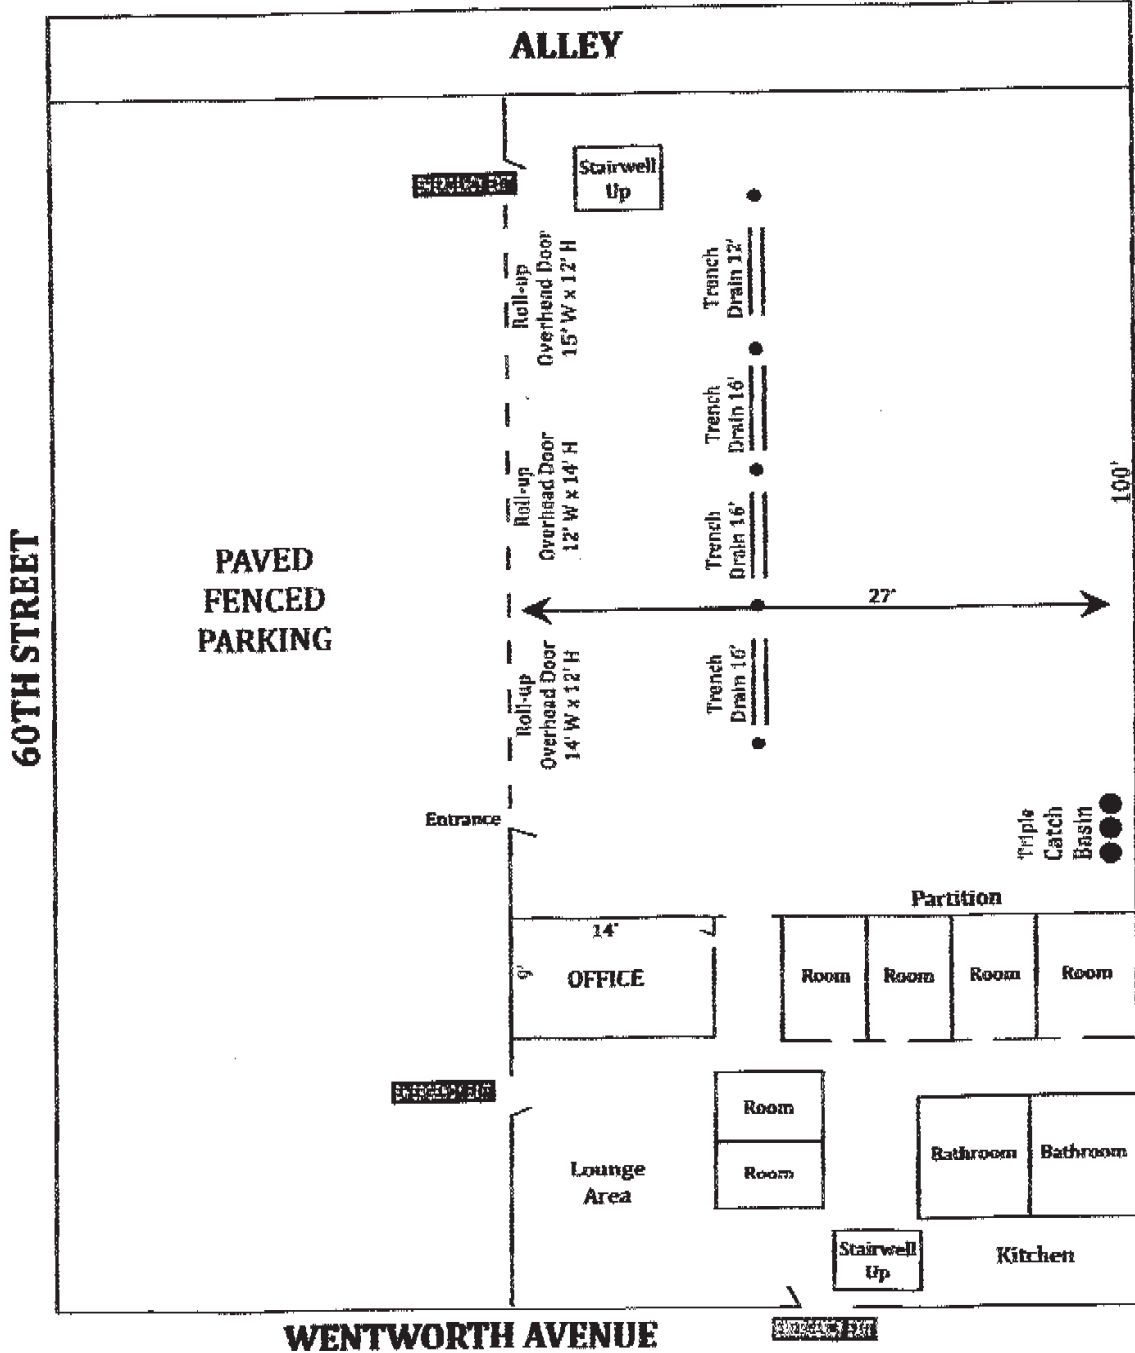 ALLEY
Stairwell
Up
Roll-up
Overhead Door
15' W x 12' H
Trench
Drain 12'
Trench
Drain 16'
Roll-up
Overhead Door
12' W x 14' H
100'
Trench
Drain 16'
60TH STREET
PAVED
FENCED
PARKING
27'
Roll-up
Overhead Door
14' W x 12' H
Trench
Drain 16'
Entrance
Triple
Catch
Basin
Partition
14'
9'
OFFICE
Room
Room
Room
Room
Room
Room
Lounge
Area
Bathroom
Bathroom
Stairwell
Up
Kitchen
WENTWORTH AVENUE
EMERGENCY EXIT